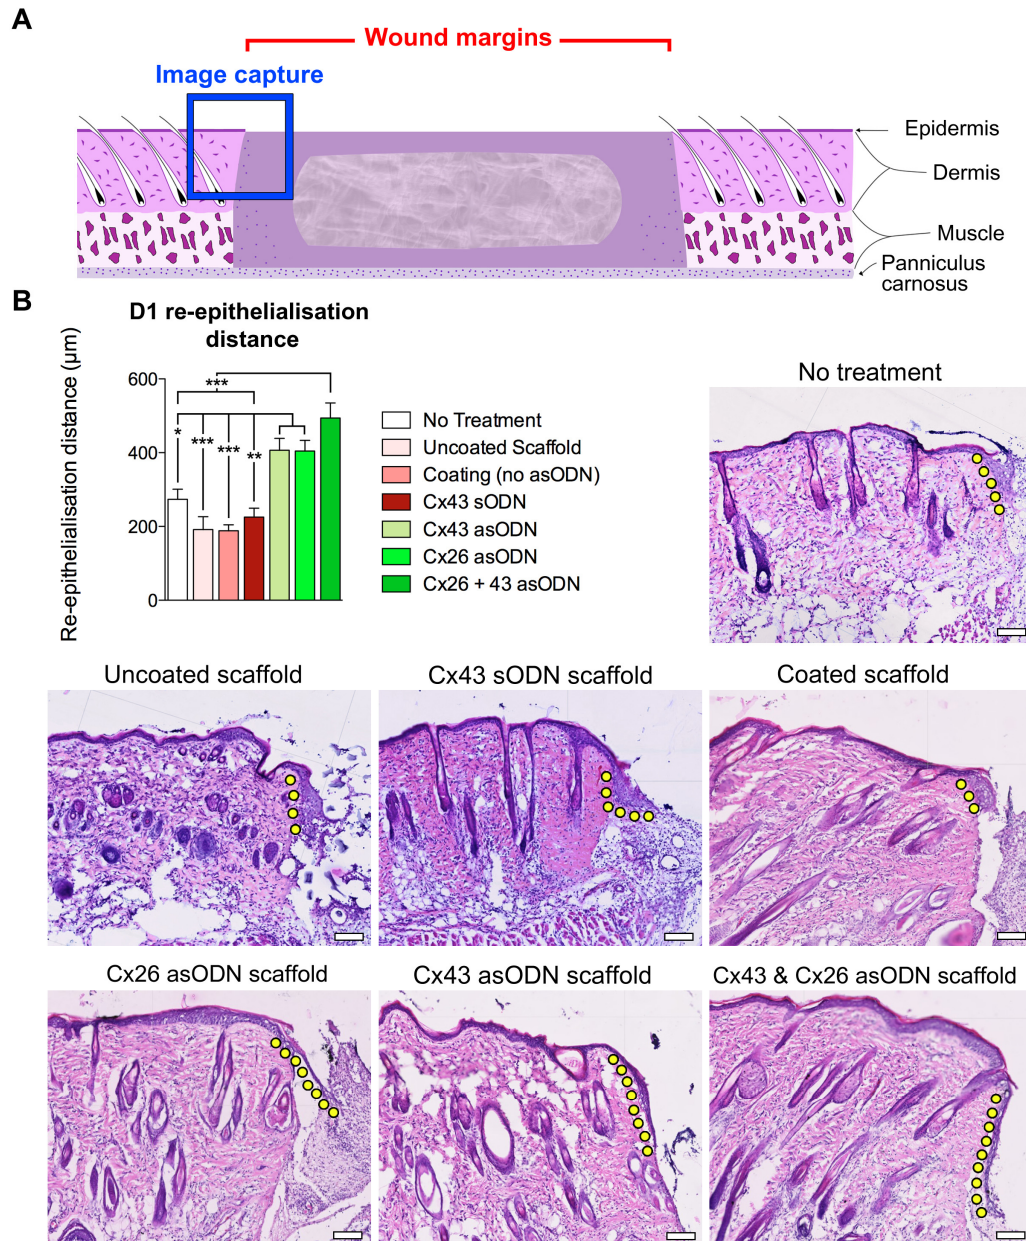 A
Wound margins
Image capture
Epidermis
Dermis
Muscle
Panniculus
carnosus
B
D1 re-epithelialisation
distance
Re-epithelialisation distance (µm)
600
400
200
0
***
*
***
***
**
No Treatment
Uncoated Scaffold
Coating (no asODN)
Cx43 sODN
Cx43 asODN
Cx26 asODN
Cx26 + 43 asODN
No treatment
Uncoated scaffold
Cx43 sODN scaffold
Coated scaffold
Cx26 asODN scaffold
Cx43 asODN scaffold
Cx43 & Cx26 asODN scaffold